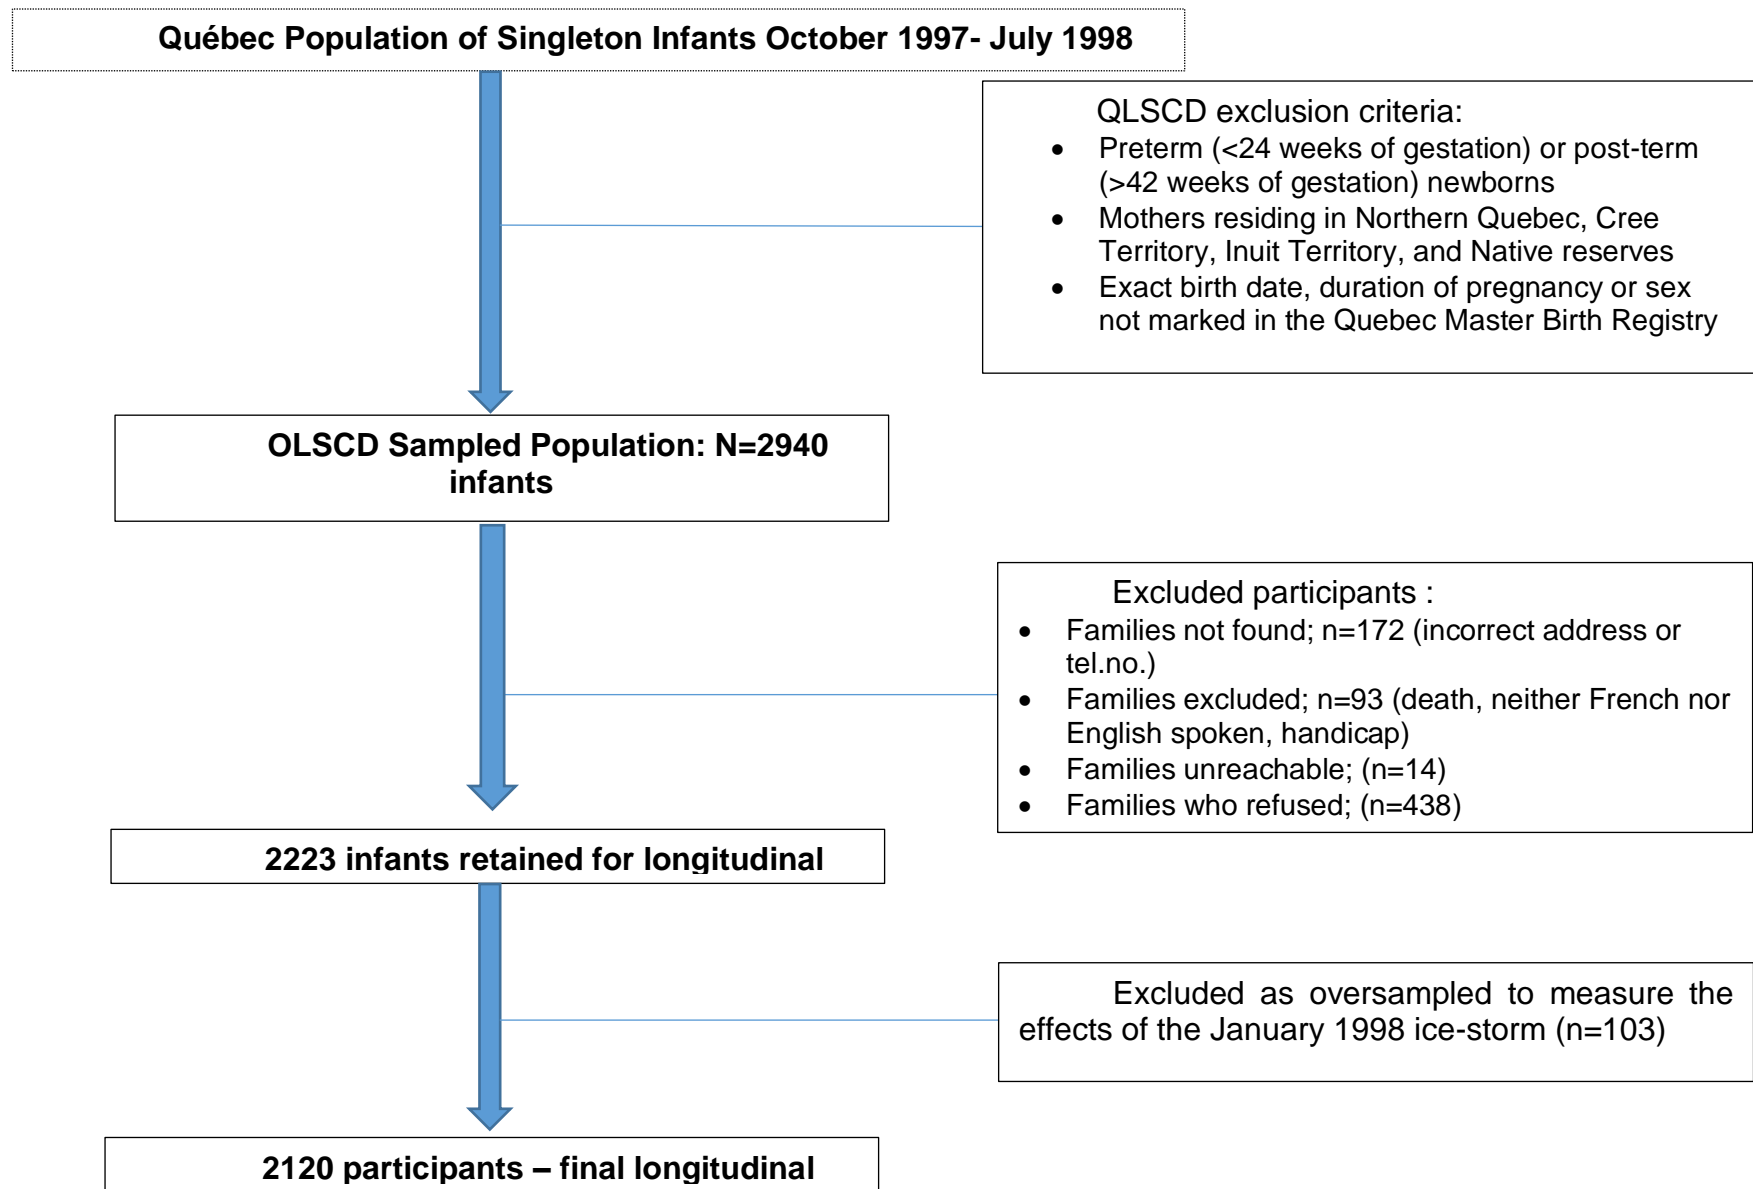 Québec Population of Singleton Infants October 1997- July 1998
QLSCD exclusion criteria:
• Preterm (<24 weeks of gestation) or post-term
(>42 weeks of gestation) newborns
• Mothers residing in Northern Quebec, Cree
Territory, Inuit Territory, and Native reserves
• Exact birth date, duration of pregnancy or sex
not marked in the Quebec Master Birth Registry
OLSCD Sampled Population: N=2940
infants
Excluded participants :
• Families not found; n=172 (incorrect address or
tel.no.)
• Families excluded; n=93 (death, neither French nor
English spoken, handicap)
• Families unreachable; (n=14)
• Families who refused; (n=438)
2223 infants retained for longitudinal
Excluded as oversampled to measure the
effects of the January 1998 ice-storm (n=103)
2120 participants – final longitudinal